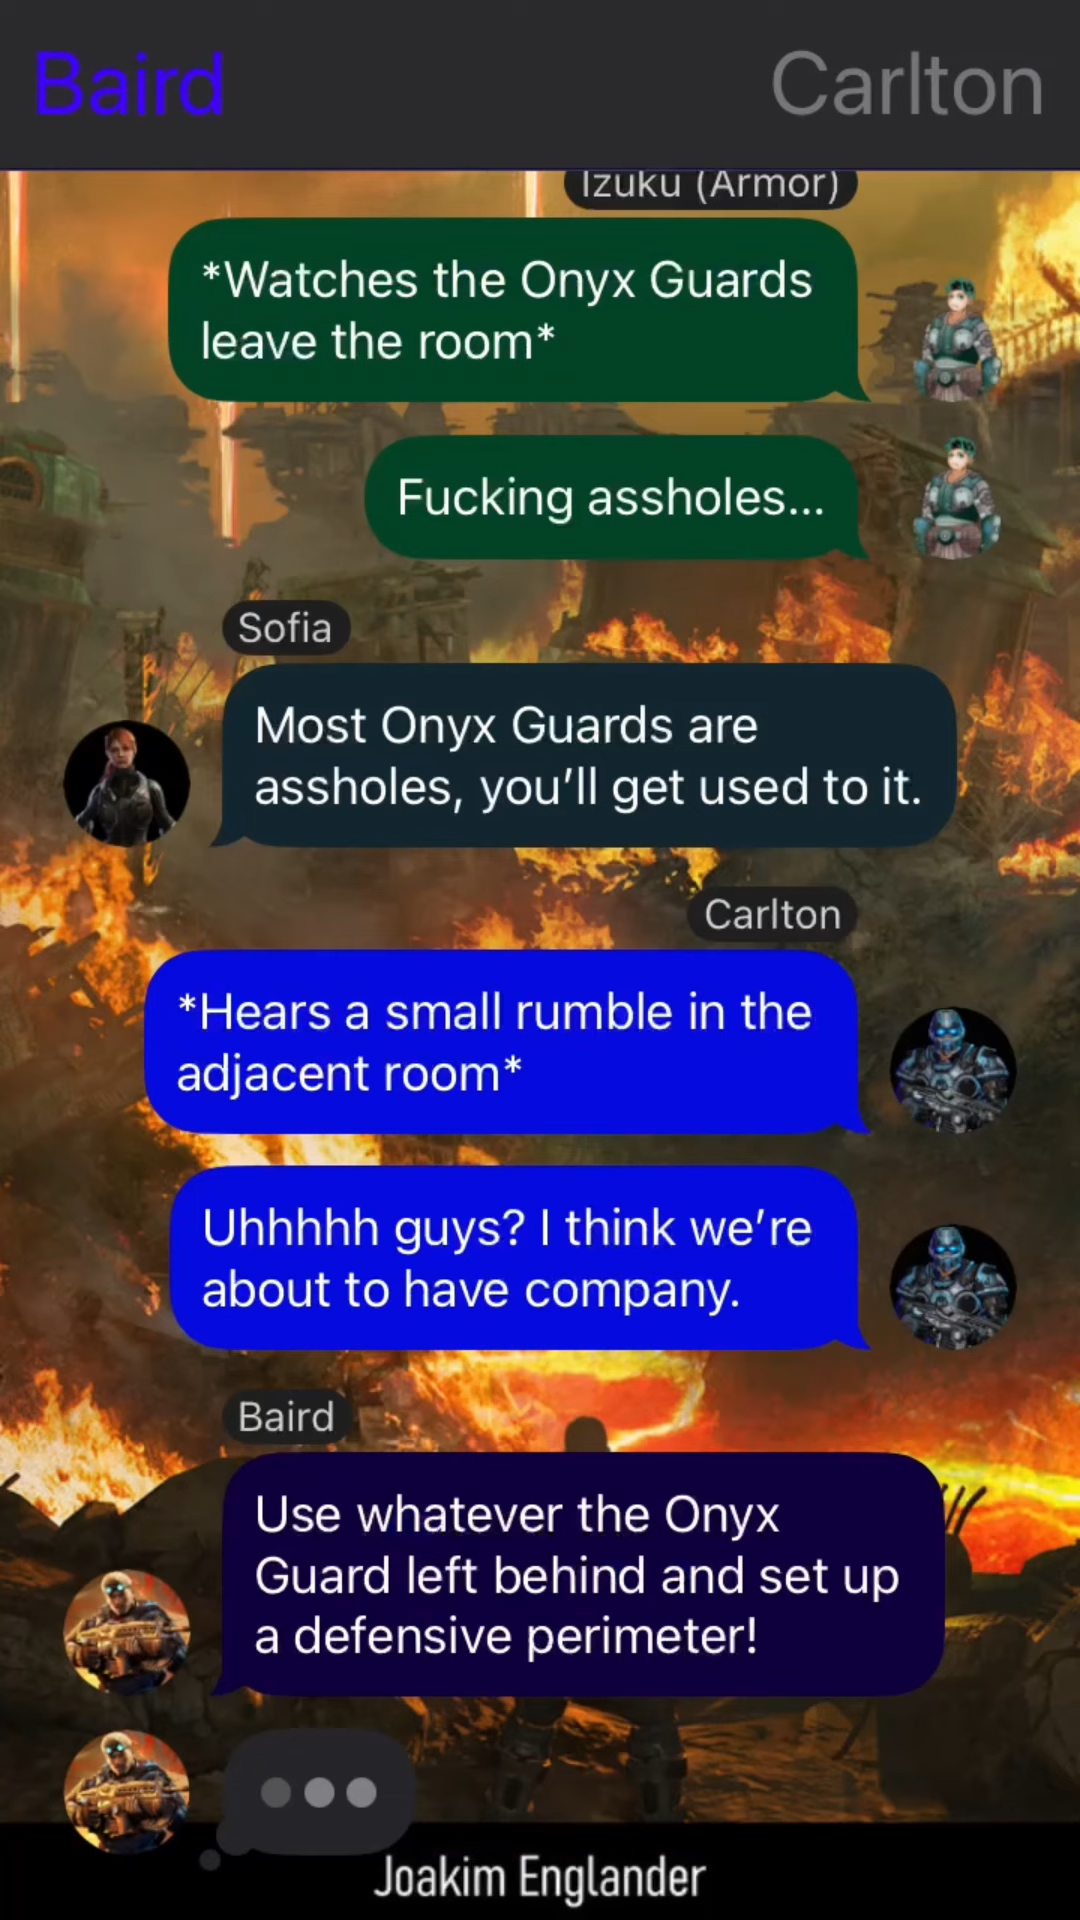 Baird
Carlton
Izuku (Armor)
*Watches the Onyx Guards
leave the room*
Fucking assholes...
Sofia
Most Onyx Guards are
assholes, you’ll get used to it.
Carlton
*Hears a small rumble in the
adjacent room*
Uhhhhh guys? I think we’re
about to have company.
Baird
Use whatever the Onyx
Guard left behind and set up
a defensive perimeter!
Joakim Englander